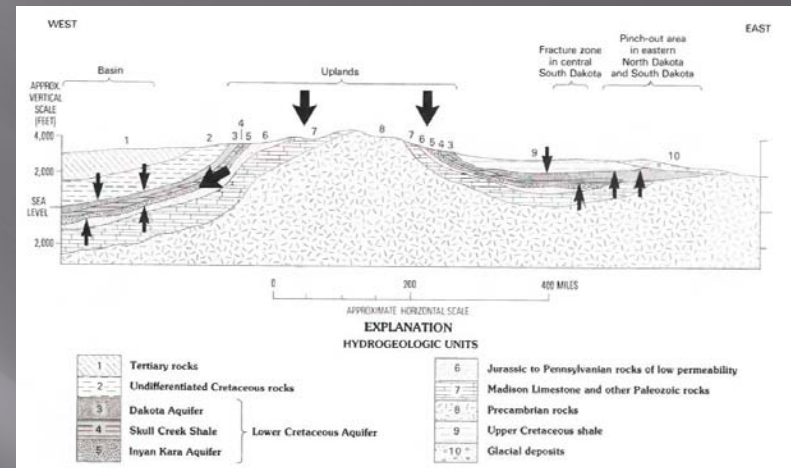 WEST
EAST
Basin
Uplands
Fracture zone
in central
South Dakota
Pinch-out area
in eastern
North Dakota
and South Dakota
APPROX.
VERTICAL
SCALE
(FEET)
4,000
2,000
SEA
LEVEL
2,000
1
2
4
3
5
6
7
8
7
6
5
4
3
9
10
0
200
400 MILES
APPROXIMATE HORIZONTAL SCALE
EXPLANATION
HYDROGEOLOGIC UNITS
1 Tertiary rocks
2 Undifferentiated Cretaceous rocks
3 Dakota Aquifer
4 Skull Creek Shale
5 Inyan Kara Aquifer
Lower Cretaceous Aquifer
6 Jurassic to Pennsylvanian rocks of low permeability
7 Madison Limestone and other Paleozoic rocks
8 Precambrian rocks
9 Upper Cretaceous shale
10 Glacial deposits